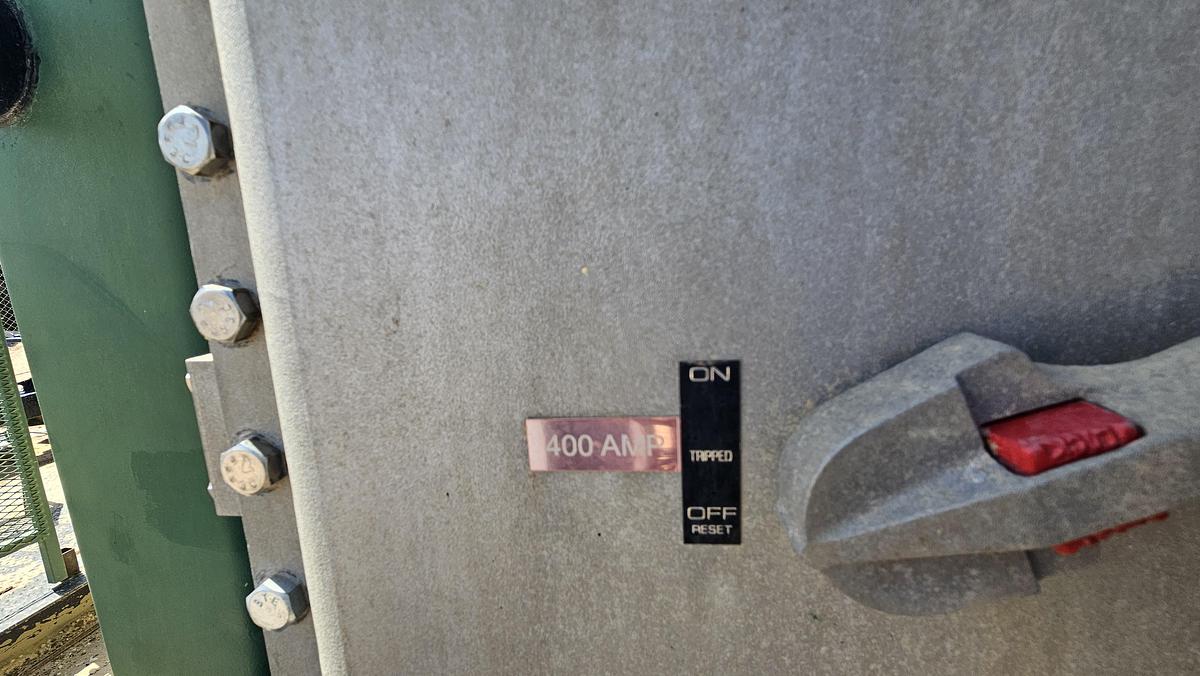 ON
400 AMP
TRIPPED
OFF
RESET